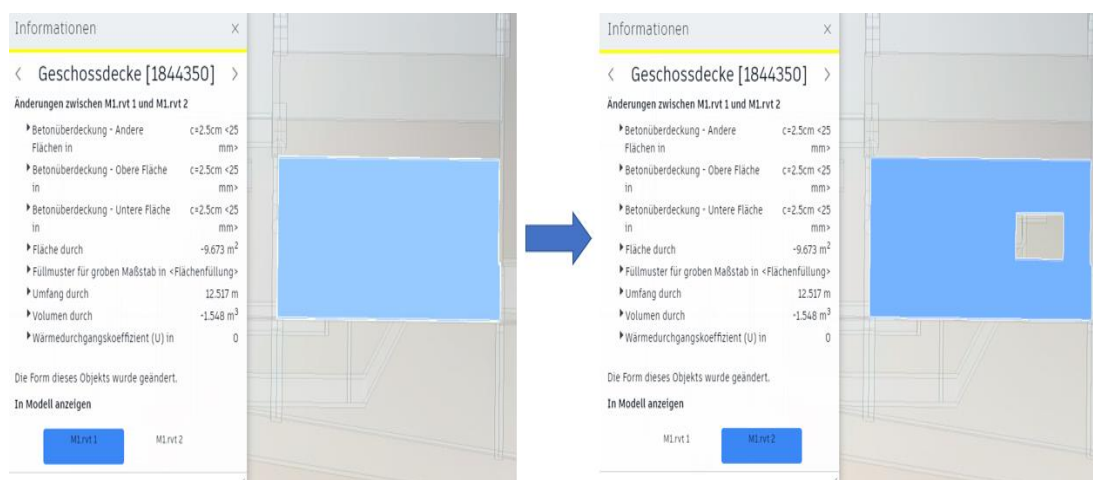 Informationen ×
< Geschossdecke [1844350] >
Änderungen zwischen M1.rvt 1 und M1.rvt 2
Betonüberdeckung - Andere c=2.5cm <25
Flächen in mm>
Betonüberdeckung - Obere Fläche c=2.5cm <25
in mm>
Betonüberdeckung - Untere Fläche c=2.5cm <25
in mm>
Fläche durch -9.673 m²
Füllmuster für groben Maßstab in <Flächenfüllung>
Umfang durch 12.517 m
Volumen durch -1.548 m³
Wärmedurchgangskoeffizient (U) in 0
Die Form dieses Objekts wurde geändert.
In Modell anzeigen
M1.rvt 1 M1.rvt 2
Informationen ×
< Geschossdecke [1844350] >
Änderungen zwischen M1.rvt 1 und M1.rvt 2
Betonüberdeckung - Andere c=2.5cm <25
Flächen in mm>
Betonüberdeckung - Obere Fläche c=2.5cm <25
in mm>
Betonüberdeckung - Untere Fläche c=2.5cm <25
in mm>
Fläche durch -9.673 m²
Füllmuster für groben Maßstab in <Flächenfüllung>
Umfang durch 12.517 m
Volumen durch -1.548 m³
Wärmedurchgangskoeffizient (U) in 0
Die Form dieses Objekts wurde geändert.
In Modell anzeigen
M1.rvt 1 M1.rvt 2